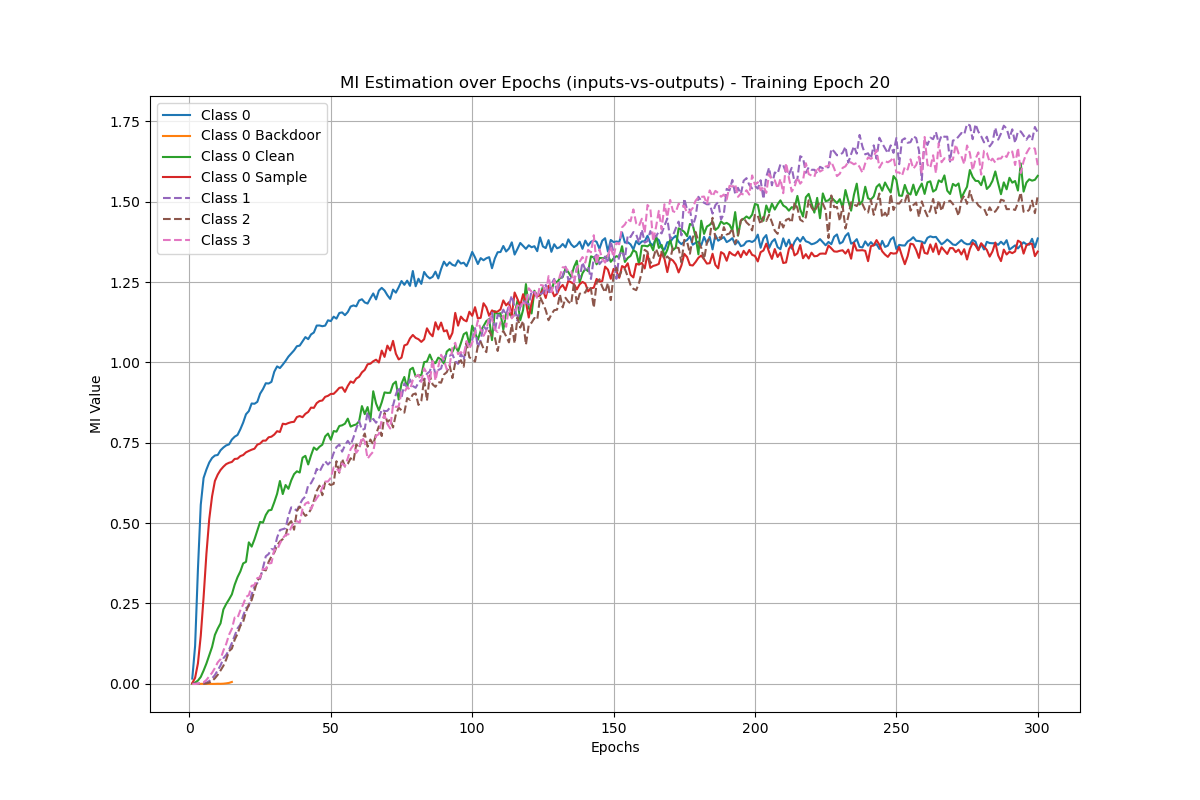 MI Estimation over Epochs (inputs-vs-outputs) - Training Epoch 20
Class 0
Class 0 Backdoor
Class 0 Clean
Class 0 Sample
Class 1
Class 2
Class 3
MI Value
1.75
1.50
1.25
1.00
0.75
0.50
0.25
0.00
0 50 100 150 200 250 300
Epochs